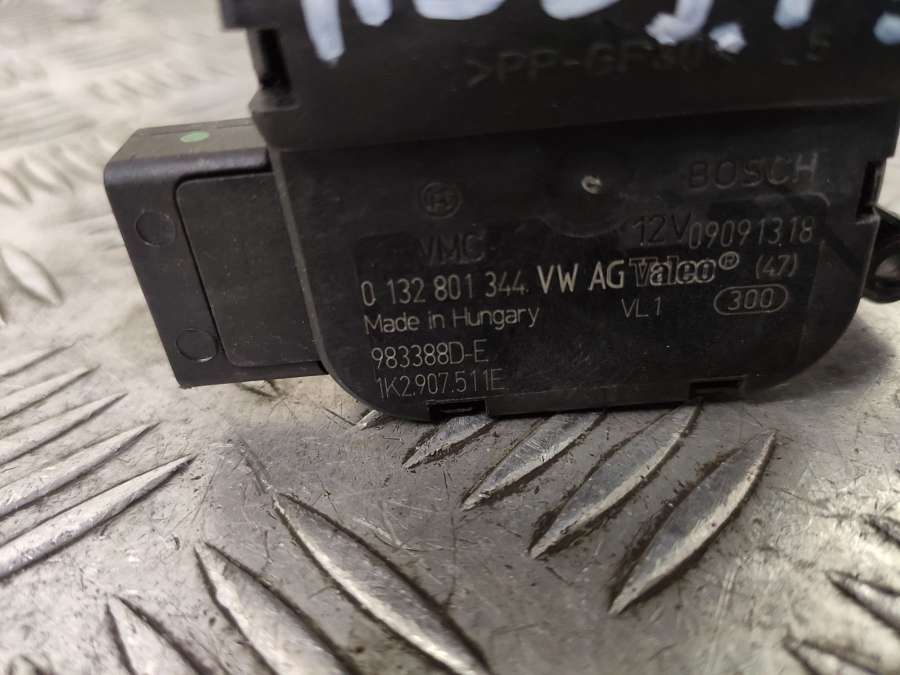 >PP-GF30<
BOSCH
VMC 12V 09091318
0 132 801 344 VW AG Valeo® (47)
Made in Hungary VL1 300
983388D-E
1K2.907.511E